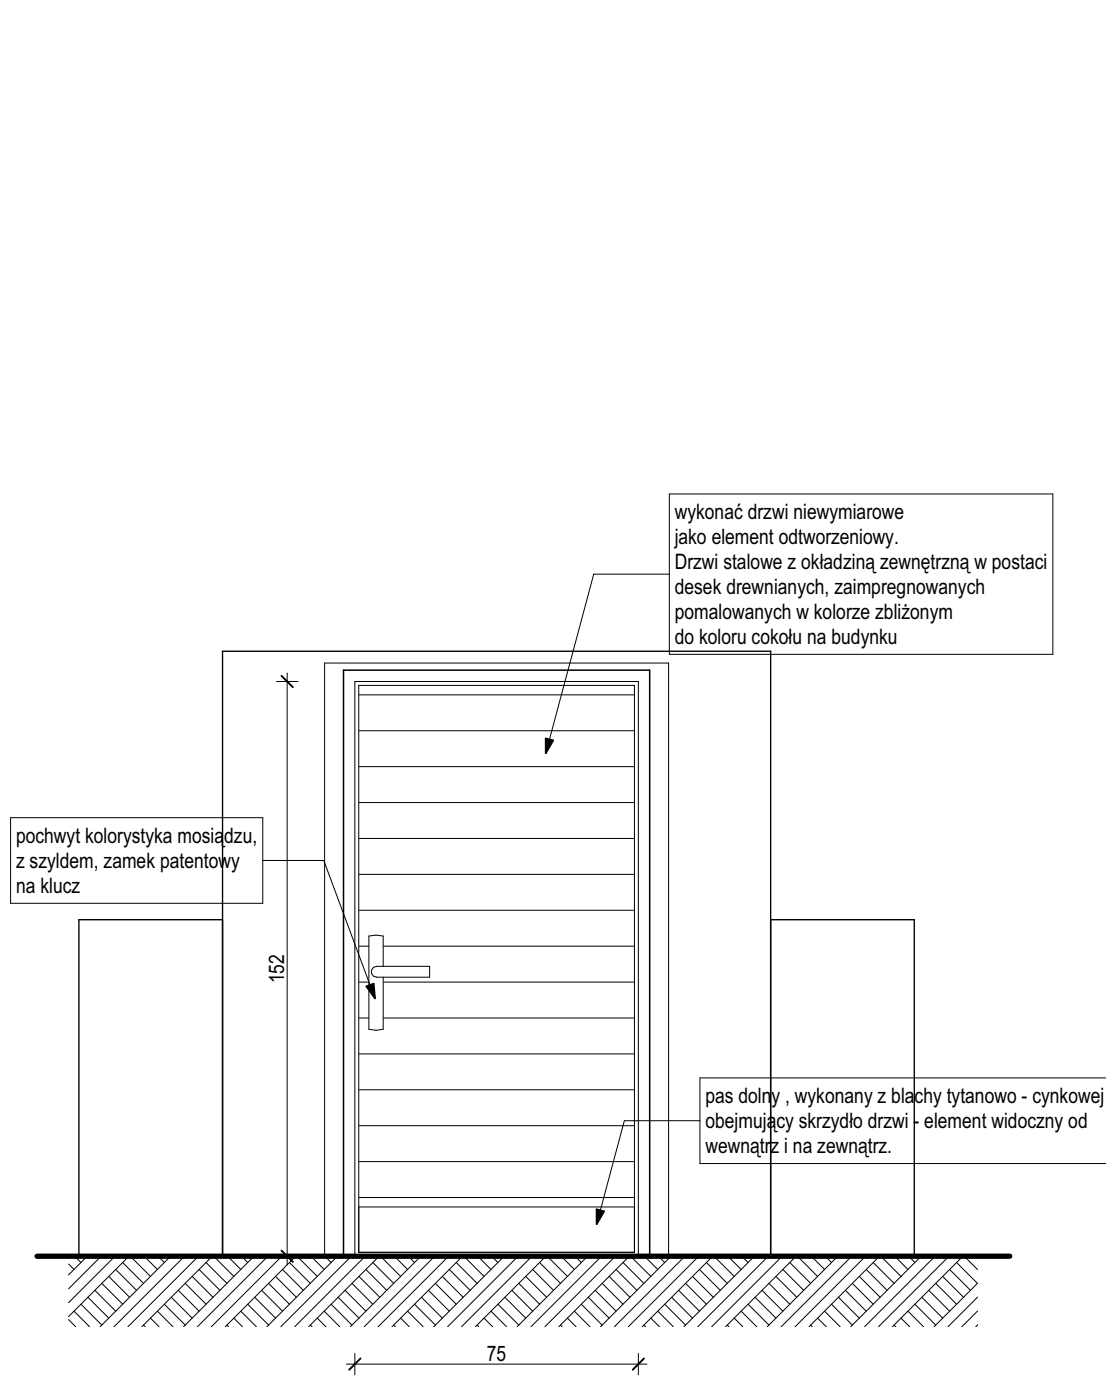 wykonać drzwi niewymiarowe
jako element odtworzeniowy.
Drzwi stalowe z okładziną zewnętrzną w postaci
desek drewnianych, zaimpregnowanych
pomalowanych w kolorze zbliżonym
do koloru cokołu na budynku
pochwyt kolorystyka mosiądzu,
z szyldem, zamek patentowy
na klucz
152
pas dolny , wykonany z blachy tytanowo - cynkowej
obejmujący skrzydło drzwi - element widoczny od
wewnątrz i na zewnątrz.
75